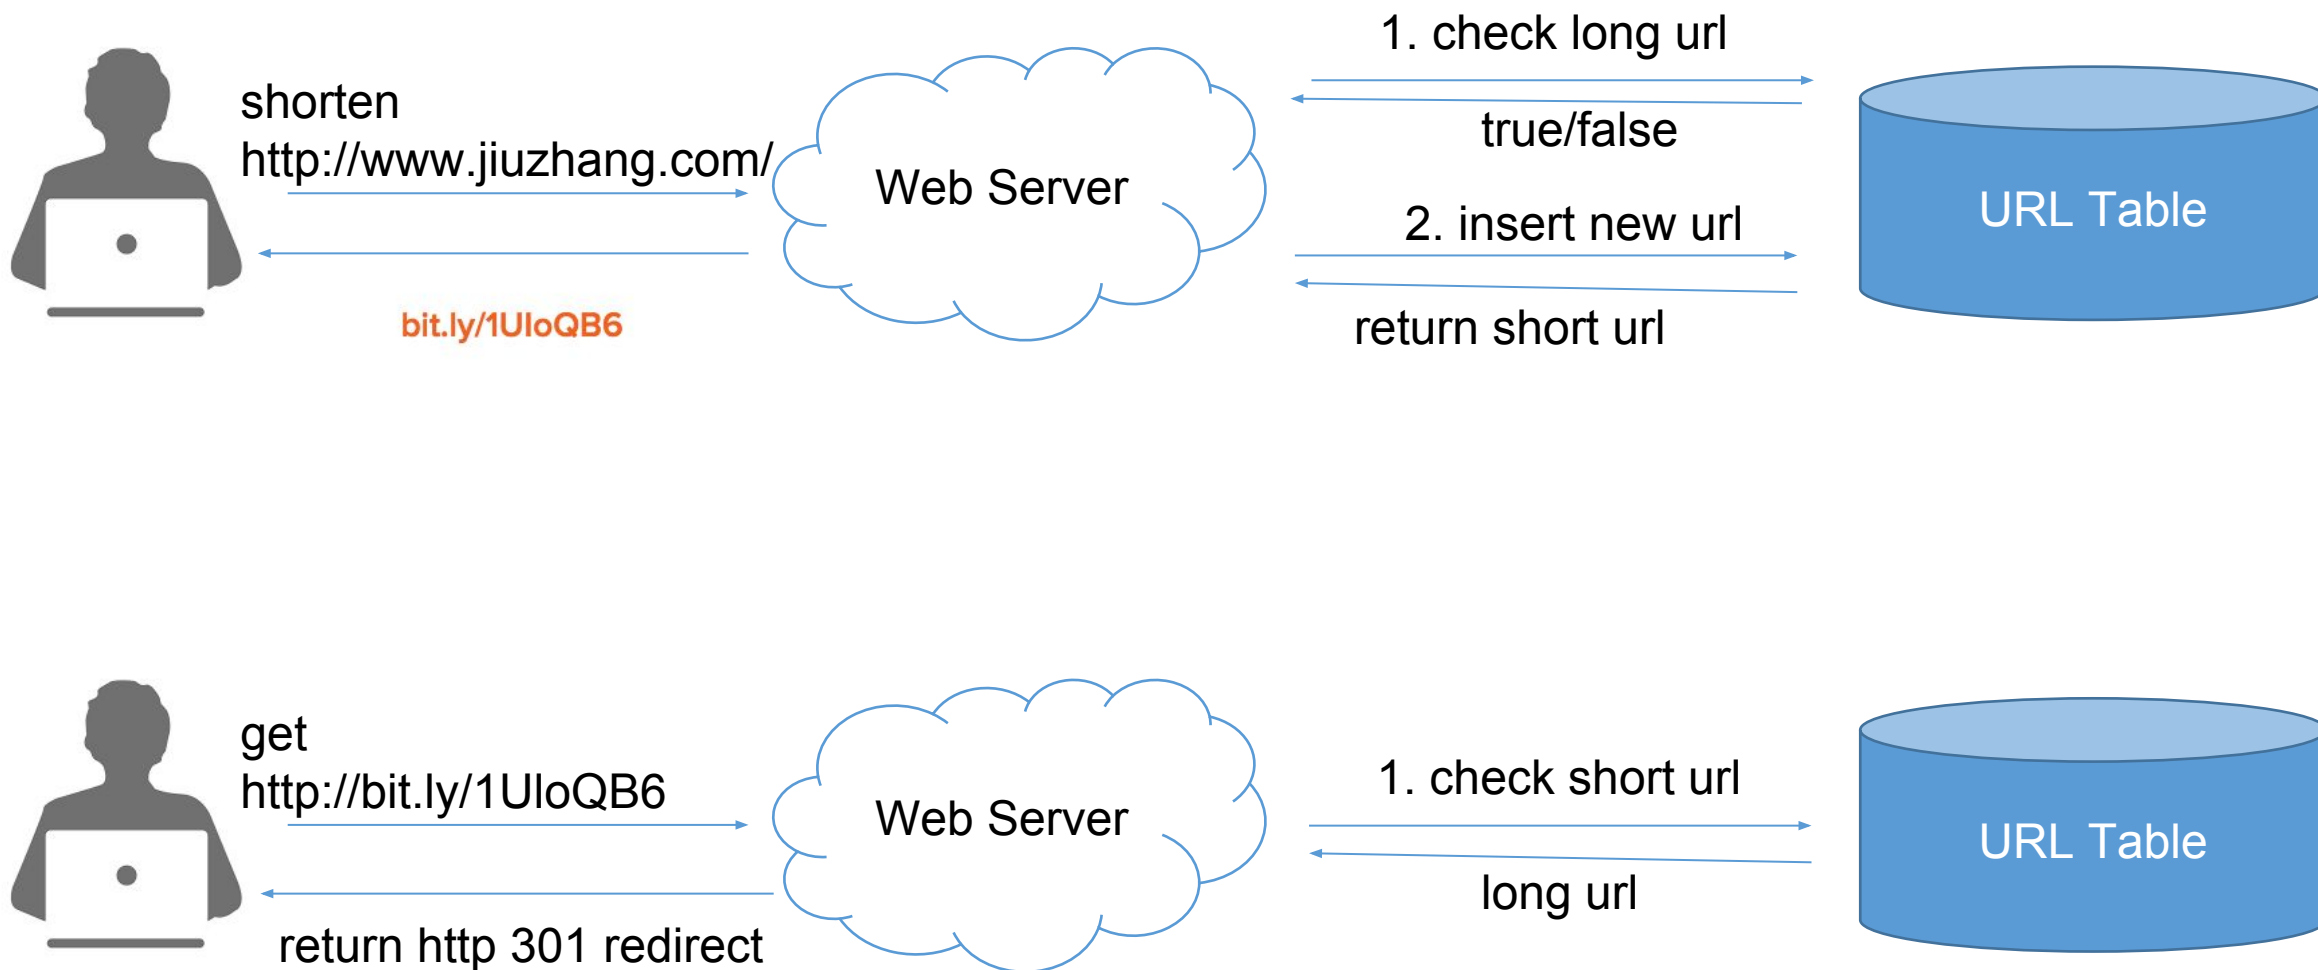 1. check long url
shorten
http://www.jiuzhang.com/
true/false
Web Server
URL Table
2. insert new url
bit.ly/1UloQB6
return short url
get
http://bit.ly/1UloQB6
1. check short url
Web Server
URL Table
long url
return http 301 redirect